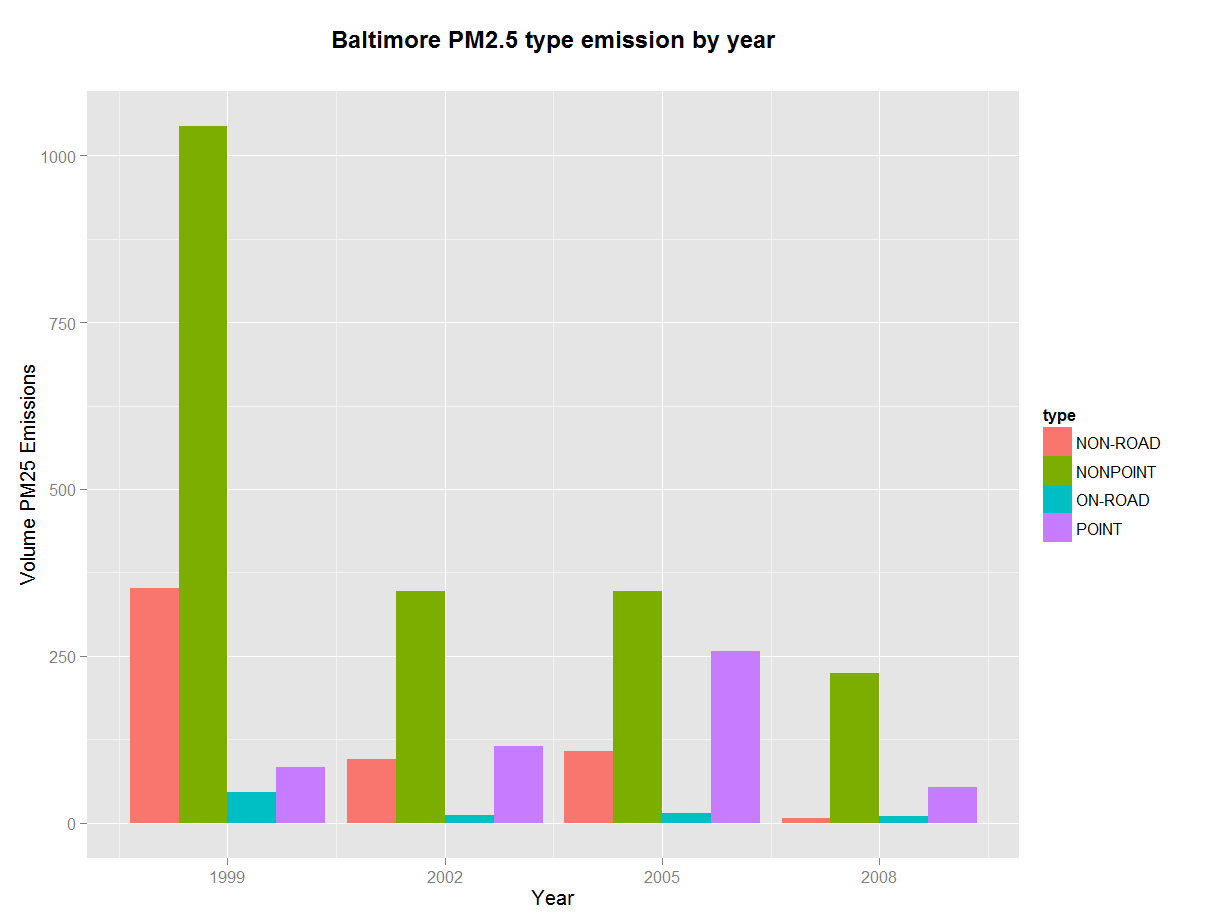 Baltimore PM2.5 type emission by year
Volume PM25 Emissions
1000
750
500
250
0
1999 2002 2005 2008
Year
type
NON-ROAD
NONPOINT
ON-ROAD
POINT